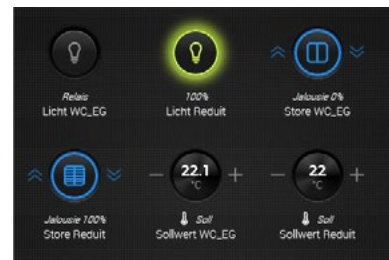 Relais
Licht WC_EG
100%
Licht Reduit
Jalousie 0%
Store WC_EG
Jalousie 100%
Store Reduit
22.1
°C
Soll
Sollwert WC_EG
22
°C
Soll
Sollwert Reduit